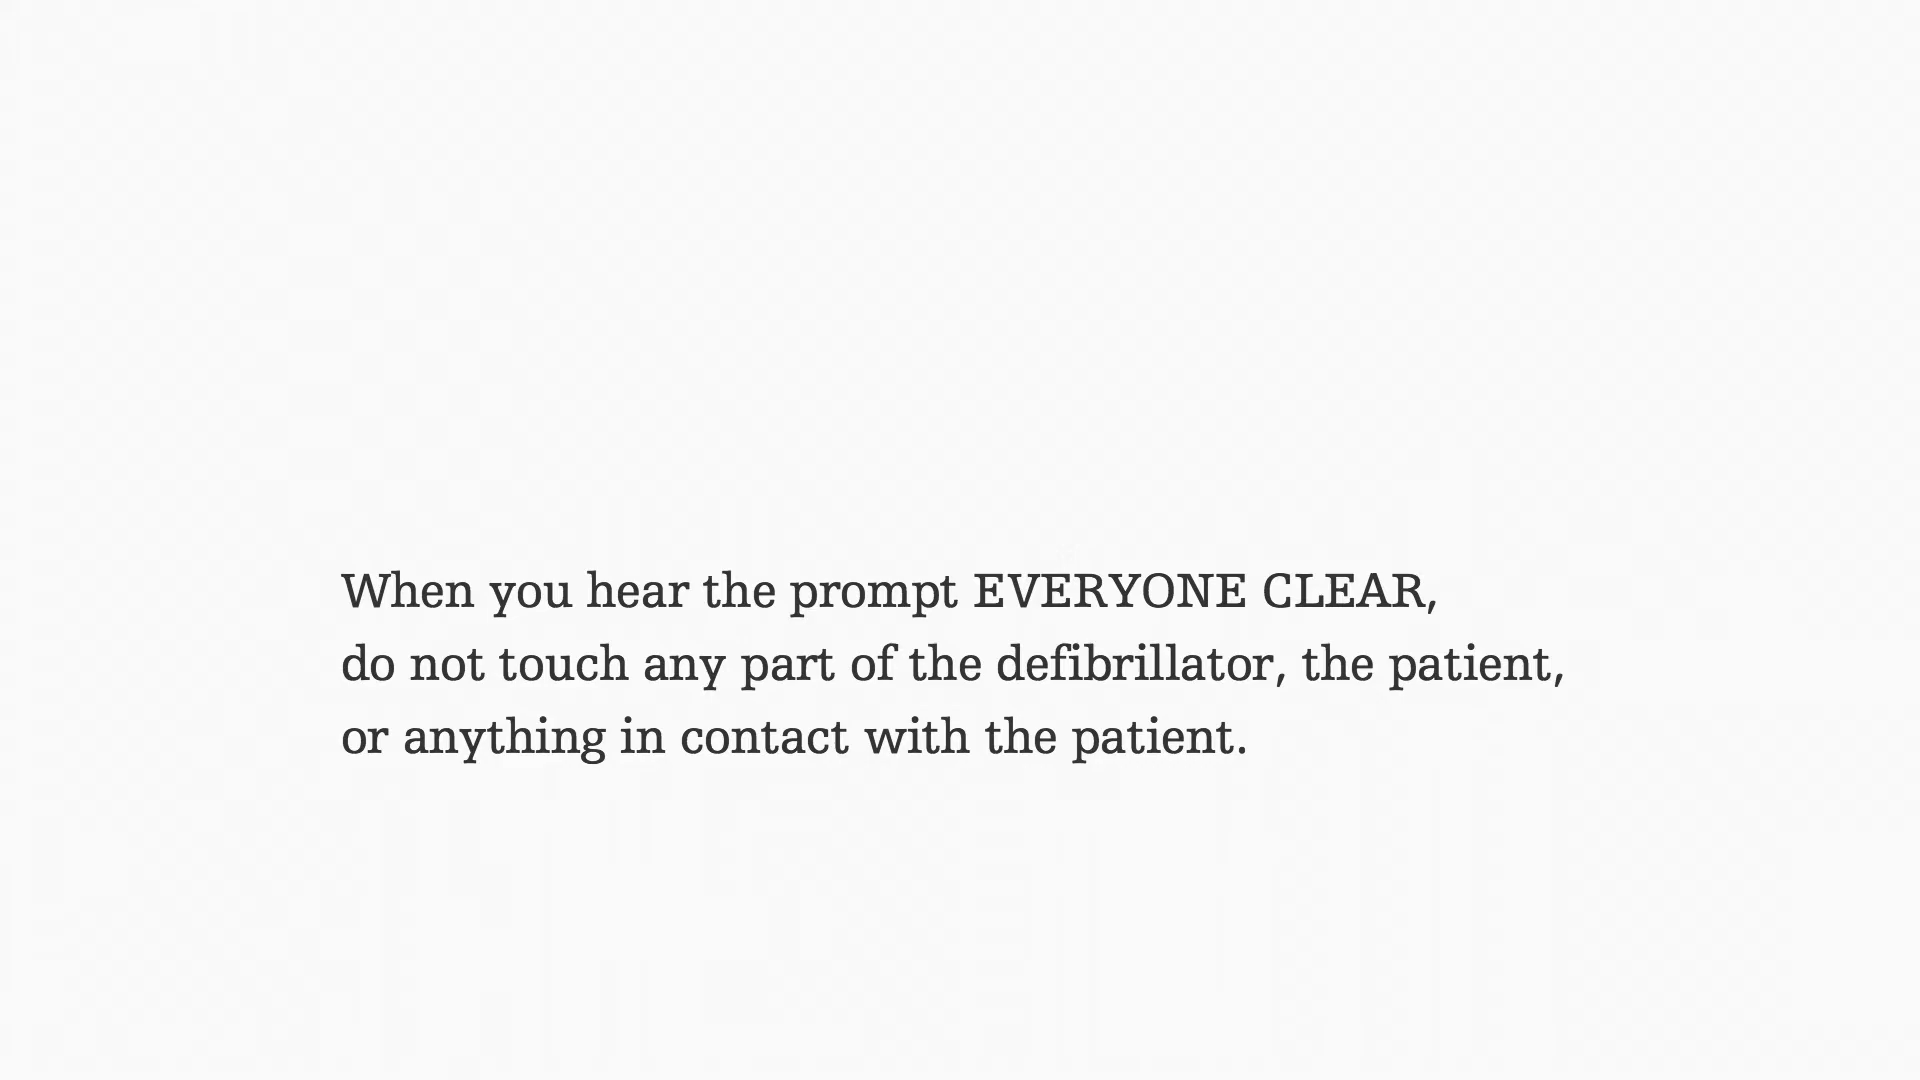 When you hear the prompt EVERYONE CLEAR,
do not touch any part of the defibrillator, the patient,
or anything in contact with the patient.